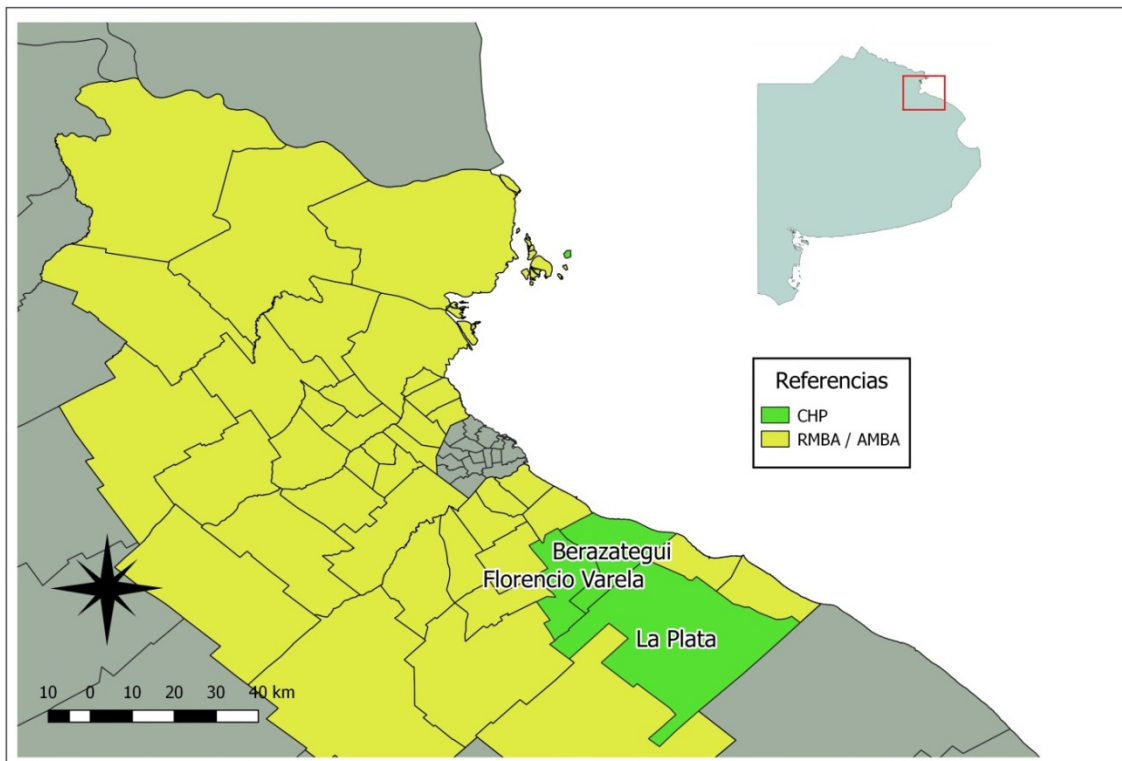 Referencias
CHP
RMBA / AMBA
Berazategui
Florencio Varela
La Plata
10 0 10 20 30 40 km